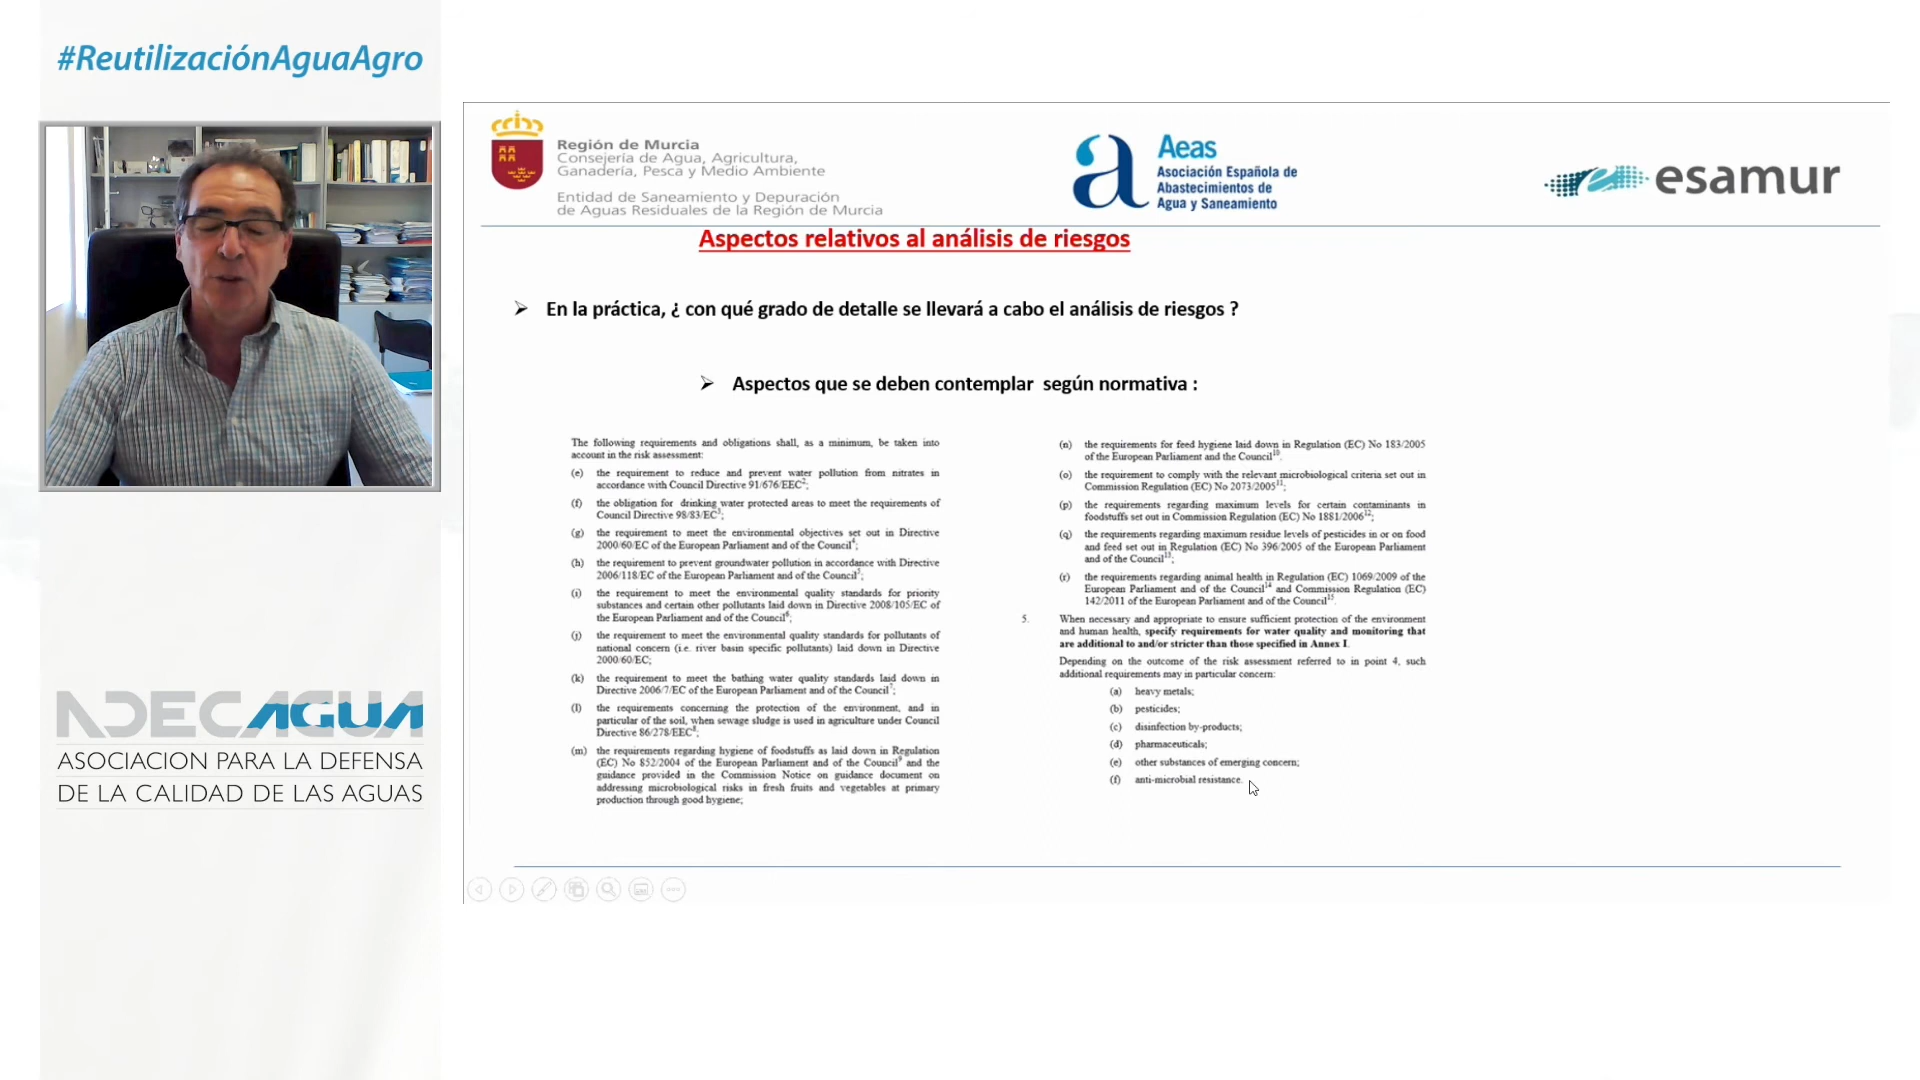 #ReutilizaciónAguaAgro
Región de Murcia
Consejería de Agua, Agricultura,
Ganadería, Pesca y Medio Ambiente
Entidad de Saneamiento y Depuración
de Aguas Residuales de la Región de Murcia
Aeas
Asociación Española de
Abastecimientos de
Agua y Saneamiento
esamur
Aspectos relativos al análisis de riesgos
➢ En la práctica, ¿ con qué grado de detalle se llevará a cabo el análisis de riesgos ?
➢ Aspectos que se deben contemplar según normativa :
The following requirements and obligations shall, as a minimum, be taken into
account in the risk assessment:
(e) the requirement to reduce and prevent water pollution from nitrates in
accordance with Council Directive 91/676/EEC2;
(f) the obligation for drinking water protected areas to meet the requirements of
Council Directive 98/83/EC3;
(g) the requirement to meet the environmental objectives set out in Directive
2000/60/EC of the European Parliament and of the Council4;
(h) the requirement to prevent groundwater pollution in accordance with Directive
2006/118/EC of the European Parliament and of the Council5;
(i) the requirement to meet the environmental quality standards for priority
substances and certain other pollutants laid down in Directive 2008/105/EC of
the European Parliament and of the Council6;
(j) the requirement to meet the environmental quality standards for pollutants of
national concern (i.e. river basin specific pollutants) laid down in Directive
2000/60/EC;
(k) the requirement to meet the bathing water quality standards laid down in
Directive 2006/7/EC of the European Parliament and of the Council7;
(l) the requirements concerning the protection of the environment, and in
particular of the soil, when sewage sludge is used in agriculture under Council
Directive 86/278/EEC8;
(m) the requirements regarding hygiene of foodstuffs as laid down in Regulation
(EC) No 852/2004 of the European Parliament and of the Council9 and the
guidance provided in the Commission Notice on guidance document on
addressing microbiological risks in fresh fruits and vegetables at primary
production through good hygiene;
(n) the requirements for feed hygiene laid down in Regulation (EC) No 183/2005
of the European Parliament and the Council10.
(o) the requirement to comply with the relevant microbiological criteria set out in
Commission Regulation (EC) No 2073/200511;
(p) the requirements regarding maximum levels for certain contaminants in
foodstuffs set out in Commission Regulation (EC) No 1881/200612;
(q) the requirements regarding maximum residue levels of pesticides in or on food
and feed set out in Regulation (EC) No 396/2005 of the European Parliament
and of the Council13;
(r) the requirements regarding animal health in Regulation (EC) 1069/2009 of the
European Parliament and of the Council14 and Commission Regulation (EC)
142/2011 of the European Parliament and of the Council15.
5. When necessary and appropriate to ensure sufficient protection of the environment
and human health, specify requirements for water quality and monitoring that
are additional to and/or stricter than those specified in Annex I.
Depending on the outcome of the risk assessment referred to in point 4, such
additional requirements may in particular concern:
(a) heavy metals;
(b) pesticides;
(c) disinfection by-products;
(d) pharmaceuticals;
(e) other substances of emerging concern;
(f) anti-microbial resistance.
ADECAGUA
ASOCIACION PARA LA DEFENSA
DE LA CALIDAD DE LAS AGUAS